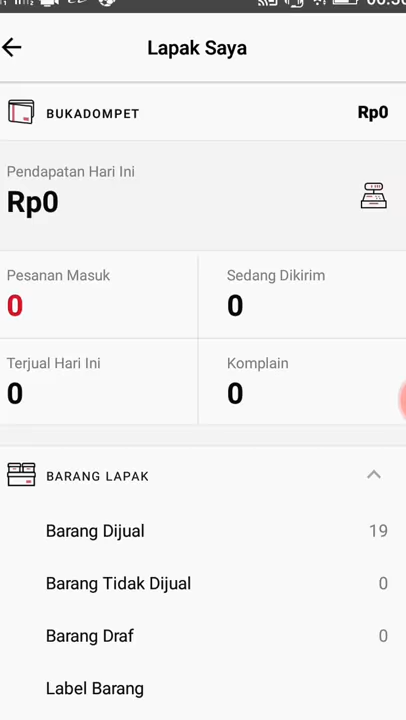 Lapak Saya
BUKADOMPET
Rp0
Pendapatan Hari Ini
Rp0
Pesanan Masuk
Sedang Dikirim
0
0
Terjual Hari Ini
Komplain
0
0
BARANG LAPAK
Barang Dijual
19
Barang Tidak Dijual
0
Barang Draf
0
Label Barang